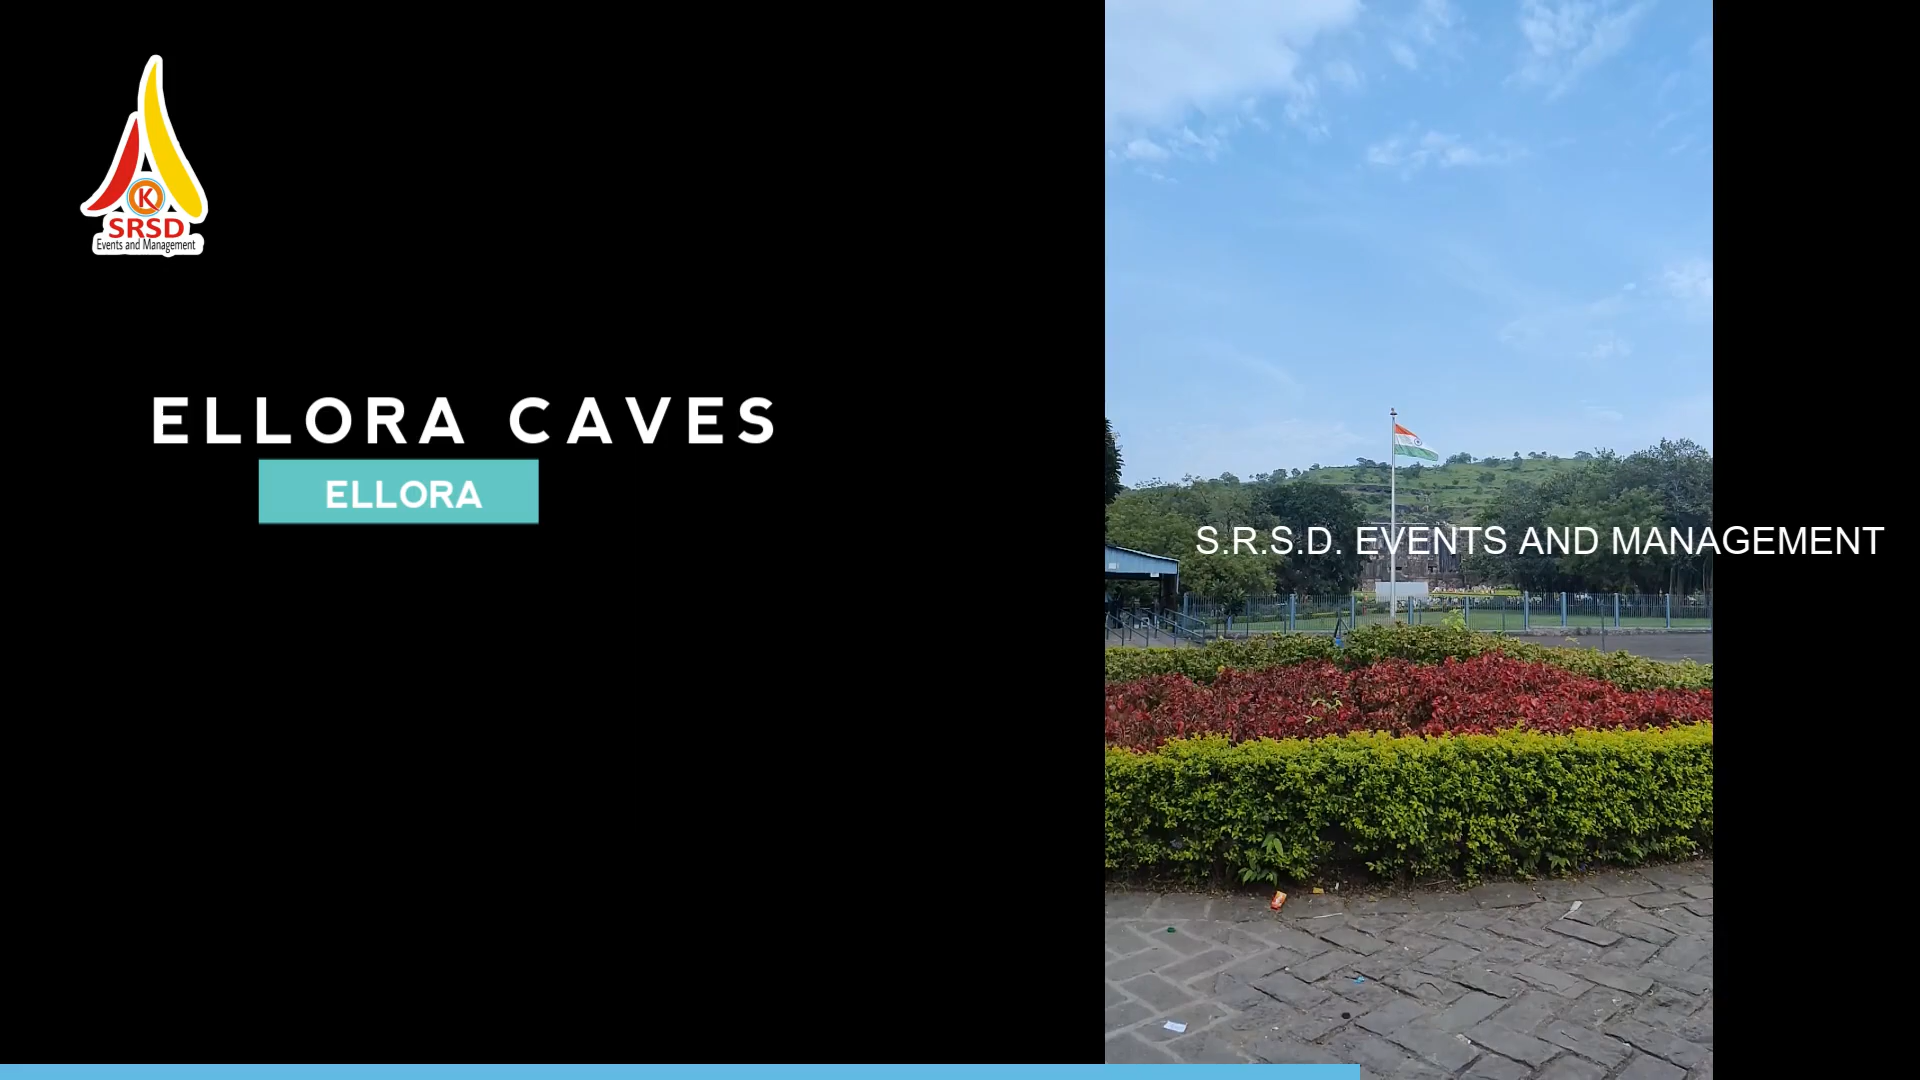 K
SRSD
Events and Management
ELLORA CAVES
ELLORA
S.R.S.D. EVENTS AND MANAGEMENT